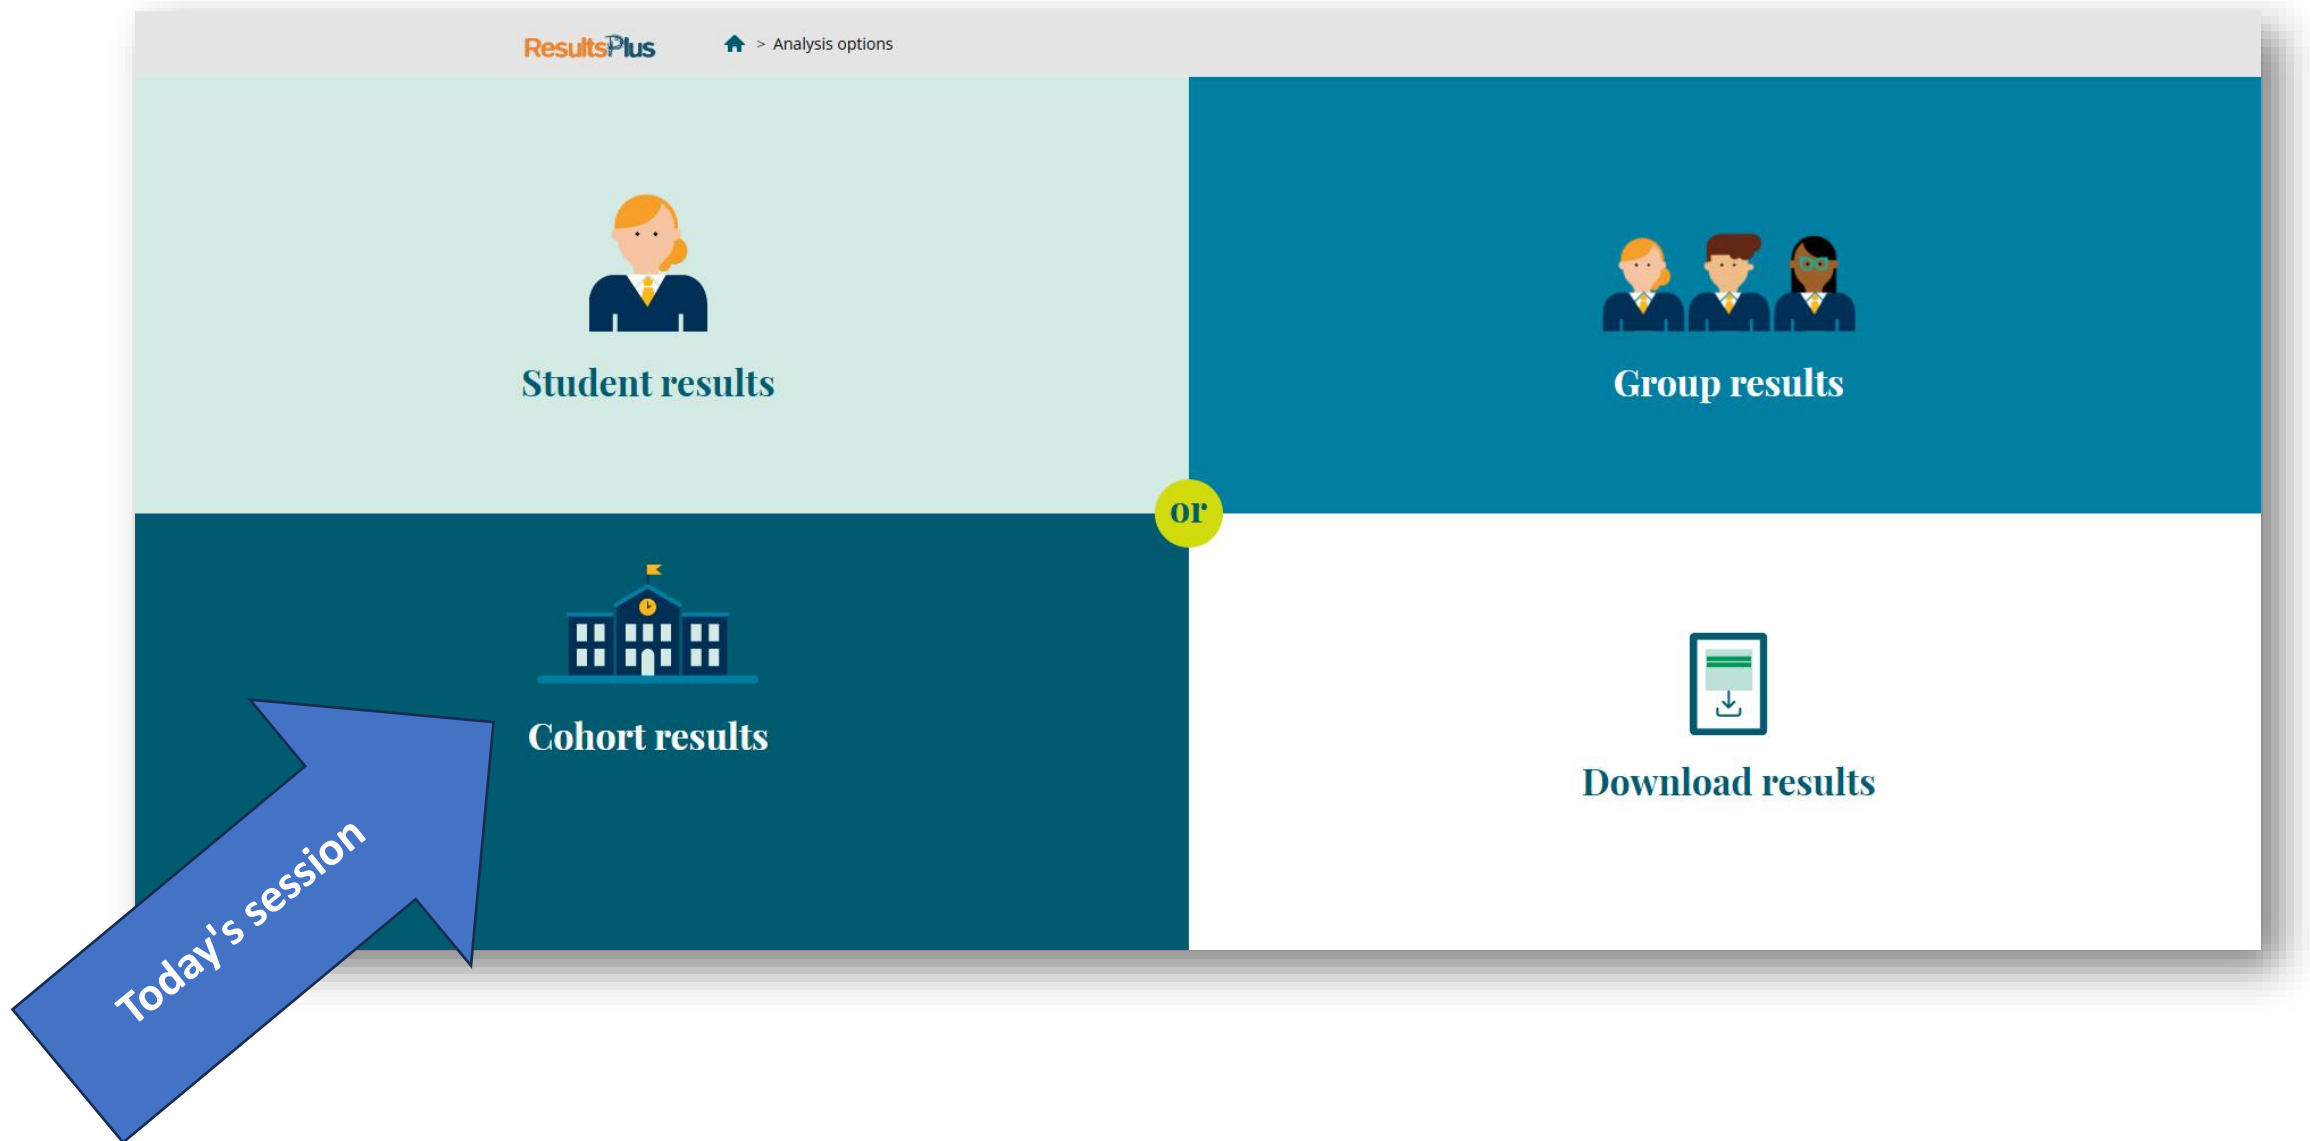 ResultsPlus > Analysis options
Student results
Group results
or
Cohort results
Download results
Today's session